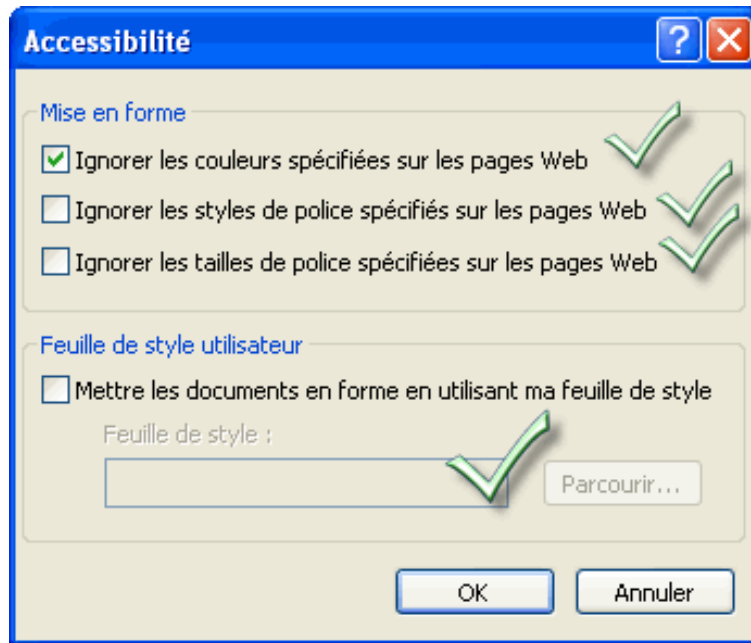 Accessibilité
Mise en forme
Ignorer les couleurs spécifiées sur les pages Web
Ignorer les styles de police spécifiés sur les pages Web
Ignorer les tailles de police spécifiées sur les pages Web
Feuille de style utilisateur
Mettre les documents en forme en utilisant ma feuille de style
Feuille de style :
Parcourir...
OK
Annuler